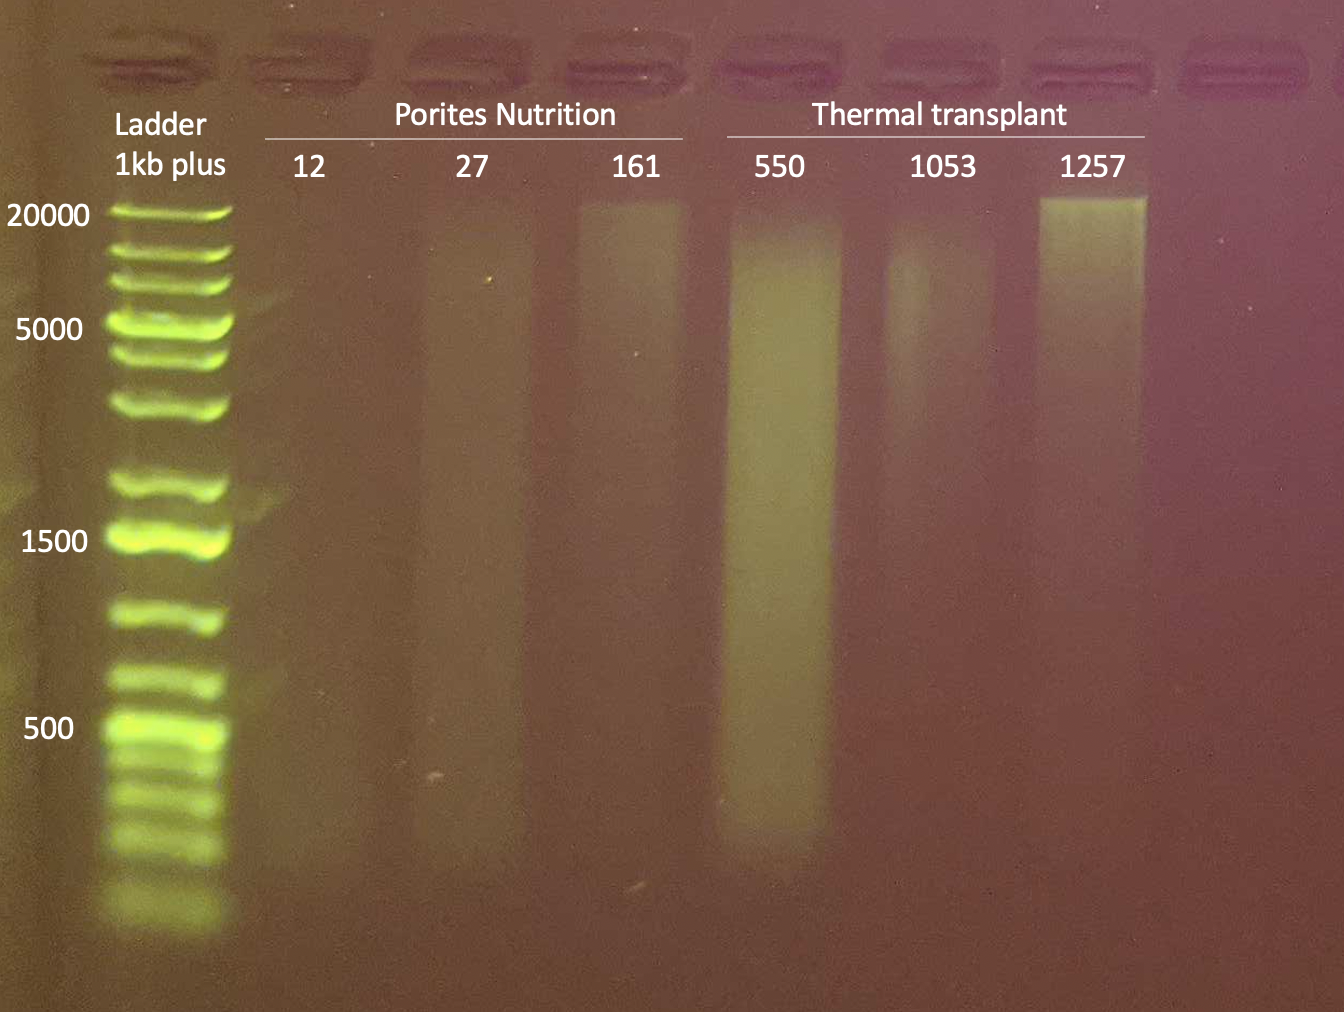 Ladder
1kb plus
Porites Nutrition
Thermal transplant
12 27 161 550 1053 1257
20000
5000
1500
500